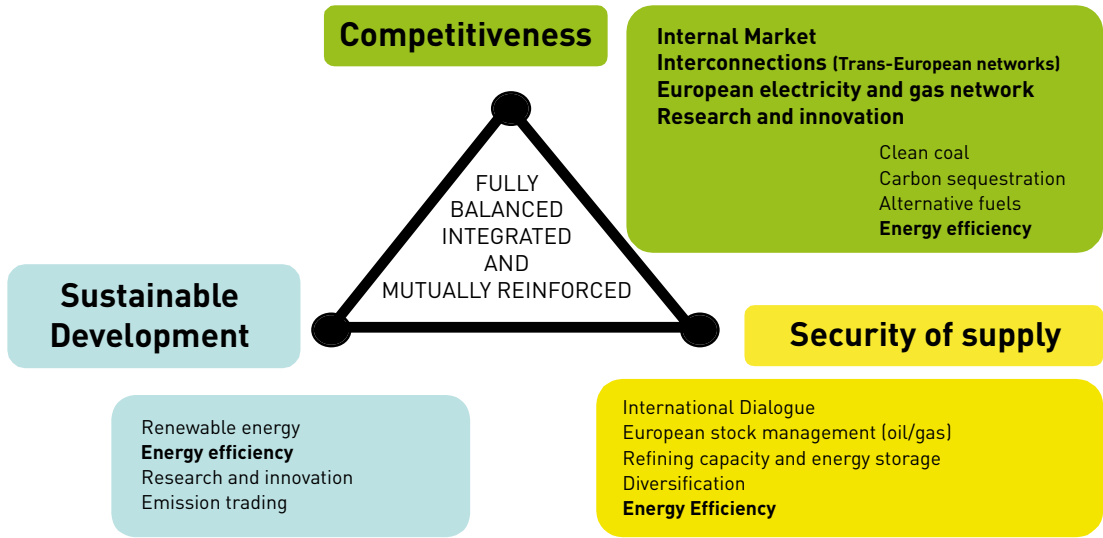 Competitiveness
Internal Market
Interconnections (Trans-European networks)
European electricity and gas network
Research and innovation
Clean coal
Carbon sequestration
Alternative fuels
Energy efficiency
FULLY
BALANCED
INTEGRATED
AND
MUTUALLY REINFORCED
Sustainable
Development
Renewable energy
Energy efficiency
Research and innovation
Emission trading
Security of supply
International Dialogue
European stock management (oil/gas)
Refining capacity and energy storage
Diversification
Energy Efficiency